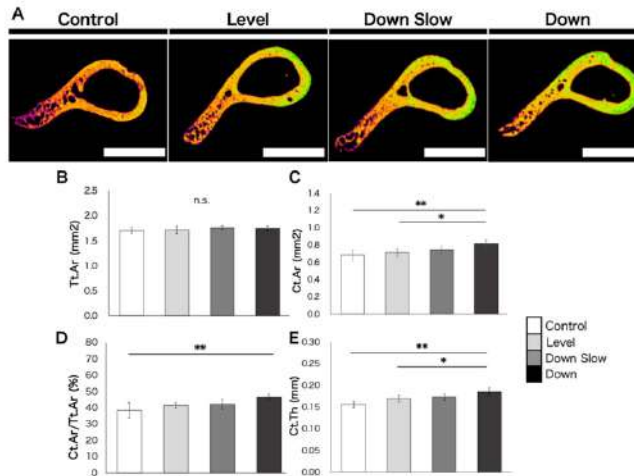 A
Control Level Down Slow Down
B
Tt.Ar (mm2)
2.5
2.0
1.5
1.0
0.5
0.0
n.s.
C
Ct.Ar (mm2)
1.4
1.2
1.0
0.8
0.6
0.4
0.2
0.0
**
*
D
Ct.Ar/Tt.Ar (%)
80
70
60
50
40
30
20
10
0
**
E
Ct.Th (mm)
0.30
0.25
0.20
0.15
0.10
0.05
0.00
**
*
Control
Level
Down Slow
Down